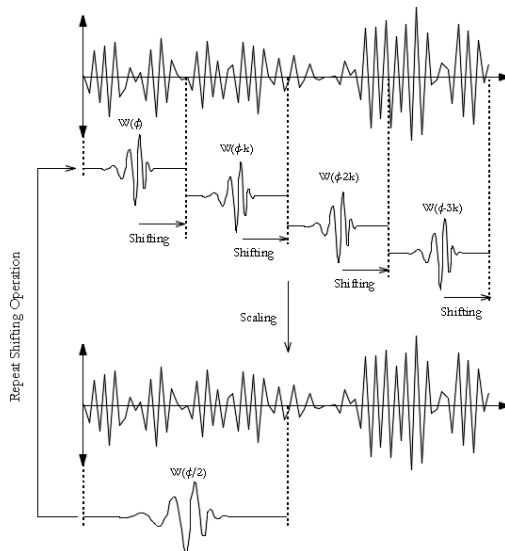 W(ϕ)
W(ϕ-k)
W(ϕ-2k)
W(ϕ-3k)
Shifting
Shifting
Shifting
Shifting
Scaling
Repeat Shifting Operation
W(ϕ/2)